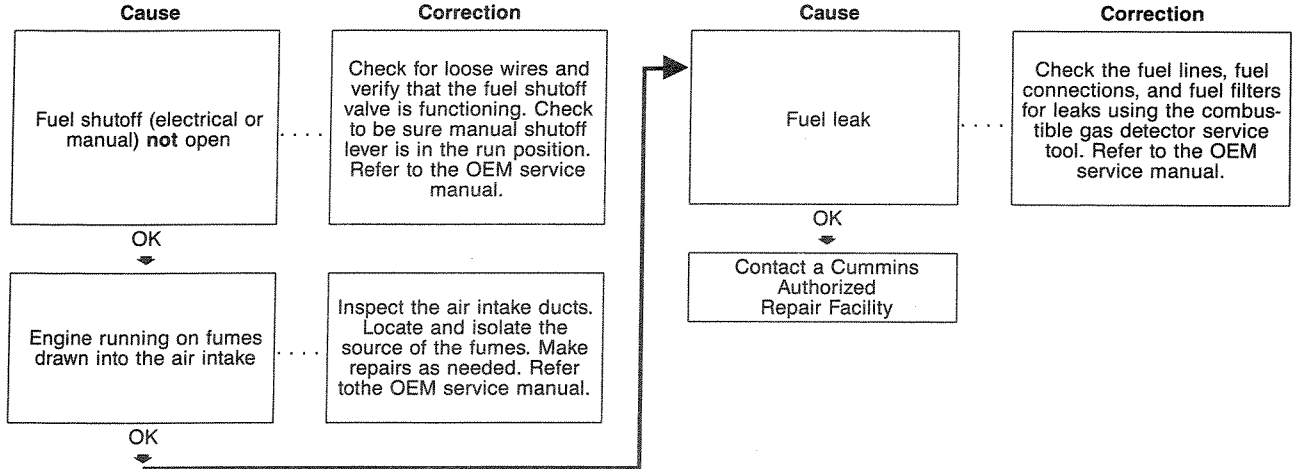 Cause
Correction
Fuel shutoff (electrical or
manual) not open
. . . .
Check for loose wires and
verify that the fuel shutoff
valve is functioning. Check
to be sure manual shutoff
lever is in the run position.
Refer to the OEM service
manual.
OK
Engine running on fumes
drawn into the air intake
. . . .
Inspect the air intake ducts.
Locate and isolate the
source of the fumes. Make
repairs as needed. Refer
tothe OEM service manual.
OK
Cause
Correction
Fuel leak
. . . .
Check the fuel lines, fuel
connections, and fuel filters
for leaks using the combus-
tible gas detector service
tool. Refer to the OEM
service manual.
OK
Contact a Cummins
Authorized
Repair Facility